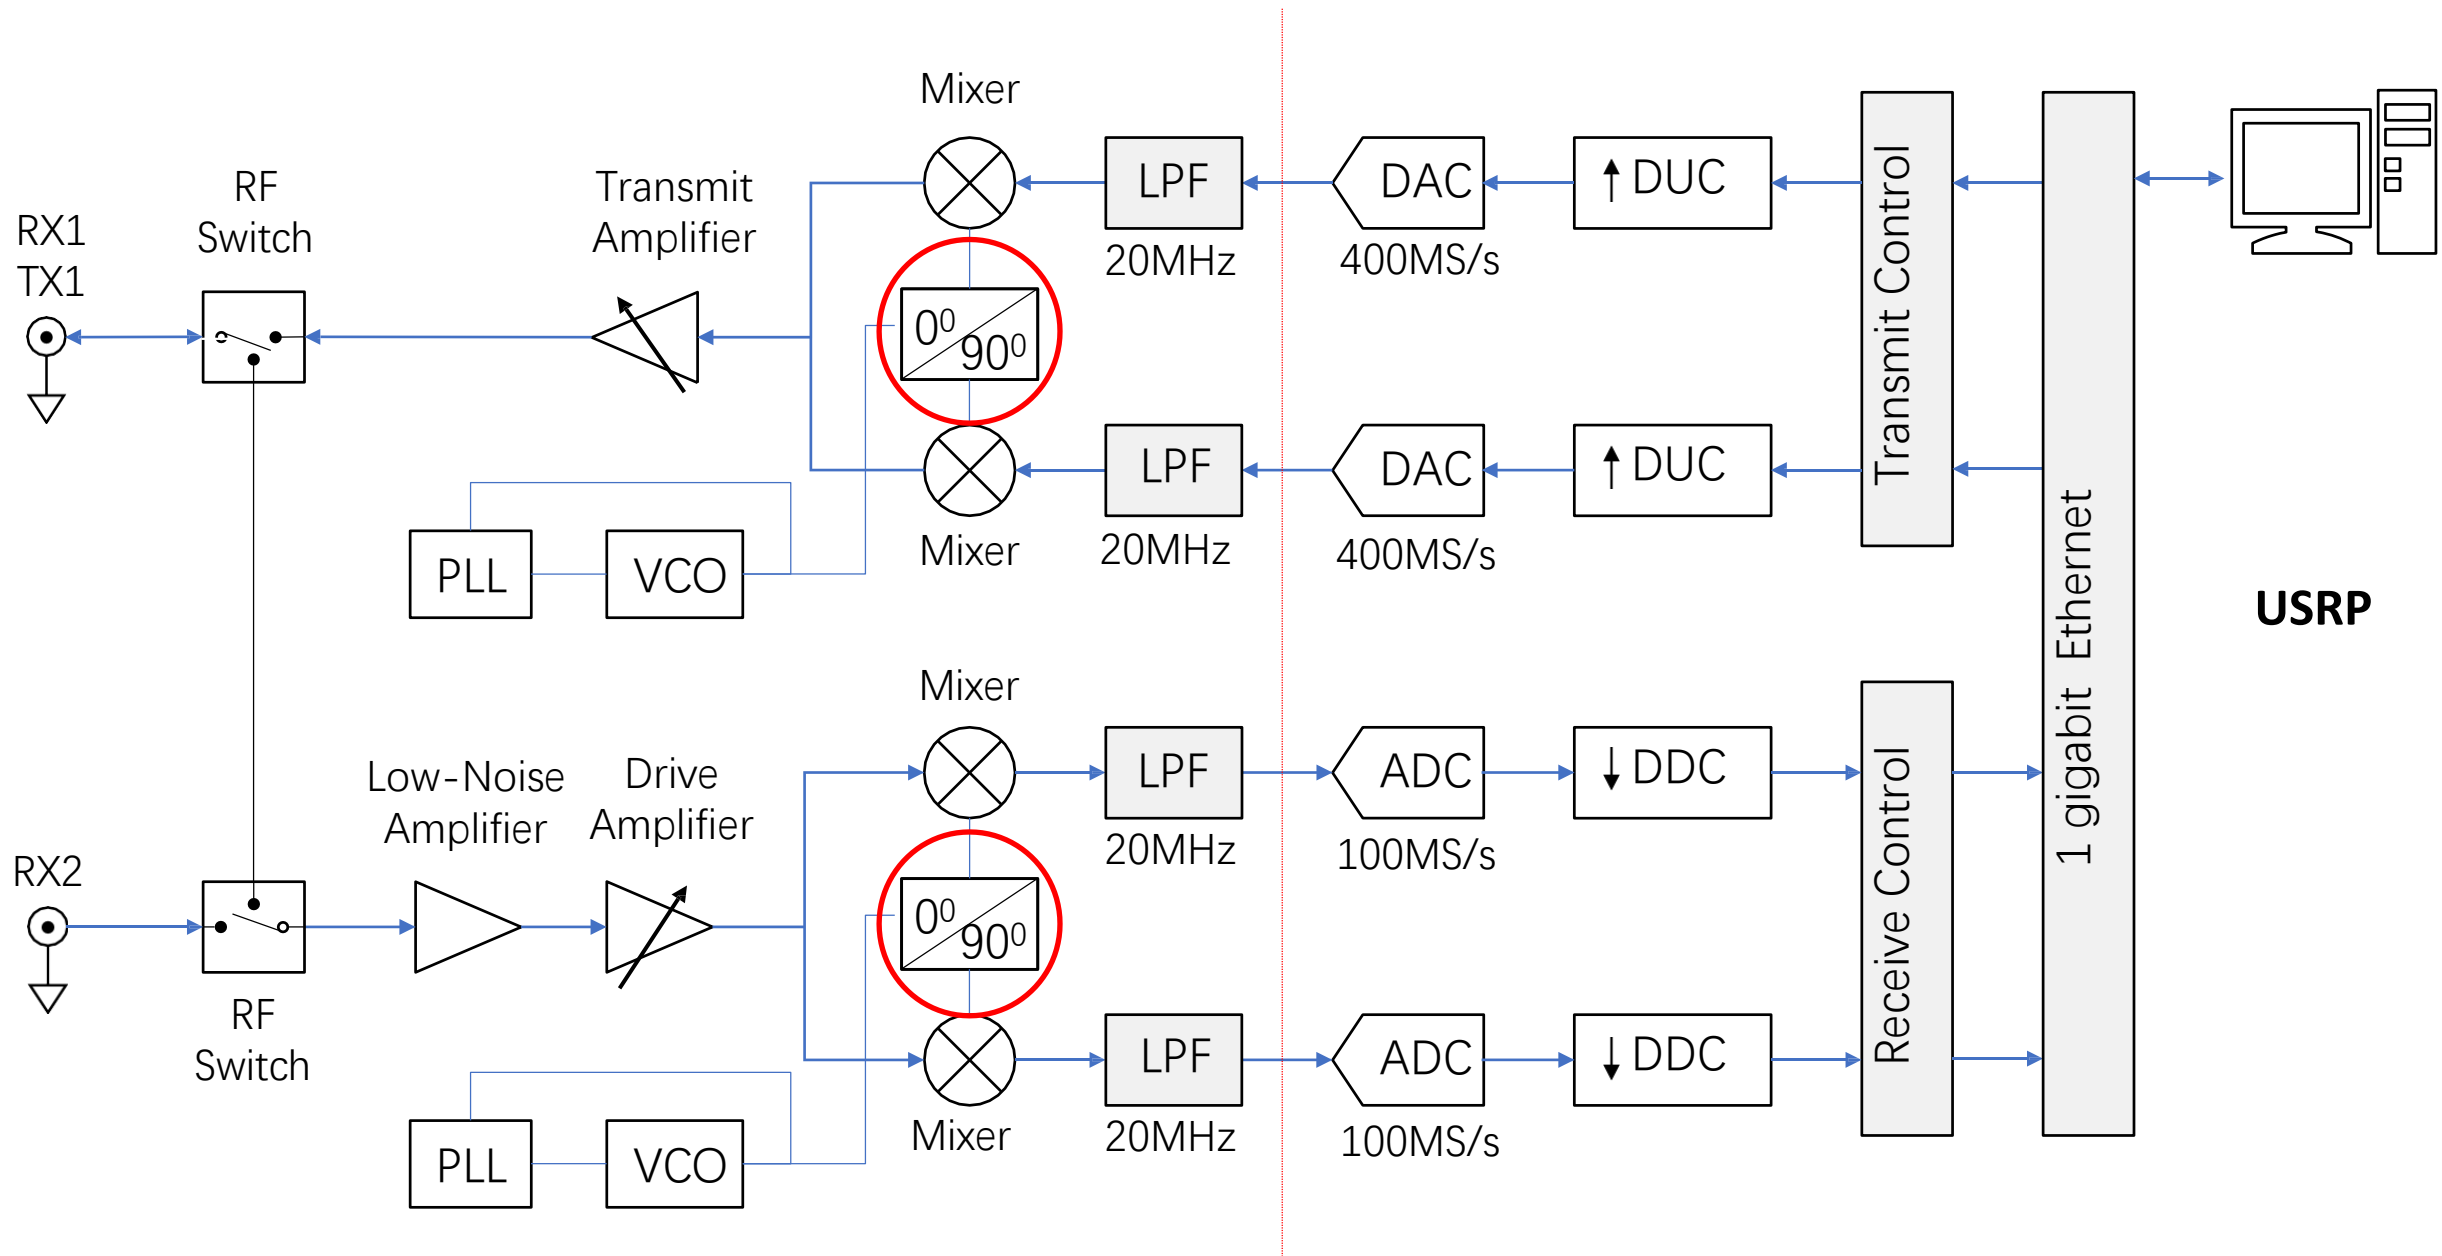 Mixer
RF
Switch
Transmit
Amplifier
RX1
TX1
LPF
20MHz
DAC
400MS/s
DUC
Transmit Control
0⁰
90⁰
LPF
20MHz
DAC
400MS/s
DUC
Mixer
PLL
VCO
1 gigabit Ethernet
USRP
Mixer
Low-Noise
Amplifier
Drive
Amplifier
LPF
20MHz
ADC
100MS/s
DDC
Receive Control
RX2
0⁰
90⁰
RF
Switch
LPF
20MHz
ADC
100MS/s
DDC
Mixer
PLL
VCO